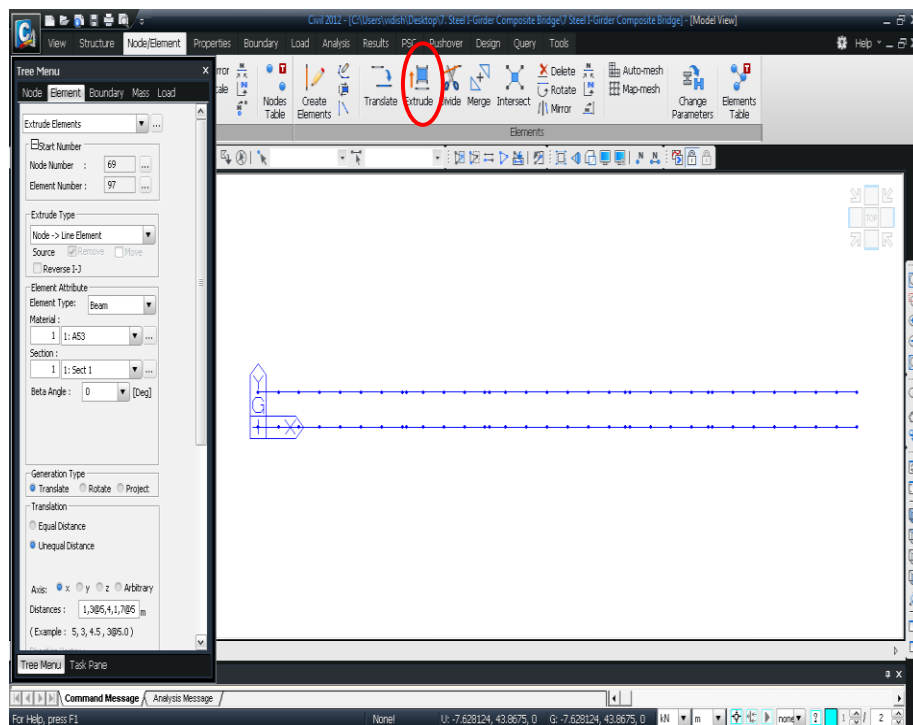 Civil 2012 - [C:\Users\vidish\Desktop\7. Steel I-Girder Composite Bridge\7 Steel I-Girder Composite Bridge] - [Model View]
View Structure Node/Element Properties Boundary Load Analysis Results PSC Pushover Design Query Tools Help
Nodes Table
Create Elements
Translate
Extrude
Merge
Intersect
Delete
Rotate
Mirror
Auto-mesh
Map-mesh
Change Parameters
Elements Table
Elements
Tree Menu x
Node Element Boundary Mass Load
Extrude Elements ...
Start Number
Node Number : 69 ...
Element Number : 97 ...
Extrude Type
Node -> Line Element
Source Remove Move
Reverse I-J
Element Attribute
Element Type: Beam
Material :
1 1: A53 ...
Section :
1 1: Sect 1 ...
Beta Angle : 0 [Deg]
Generation Type
Translate Rotate Project
Translation
Equal Distance
Unequal Distance
Axis: x y z Arbitrary
Distances : 1,3@5,4,1,7@5 m
( Example : 5, 3, 4.5 , 3@5.0 )
Tree Menu Task Pane
TOP
Y
G
X
Command Message Analysis Message
For Help, press F1 None! U: -7.628124, 43.8675, 0 G: -7.628124, 43.8675, 0 kN m none ? 1 / 2